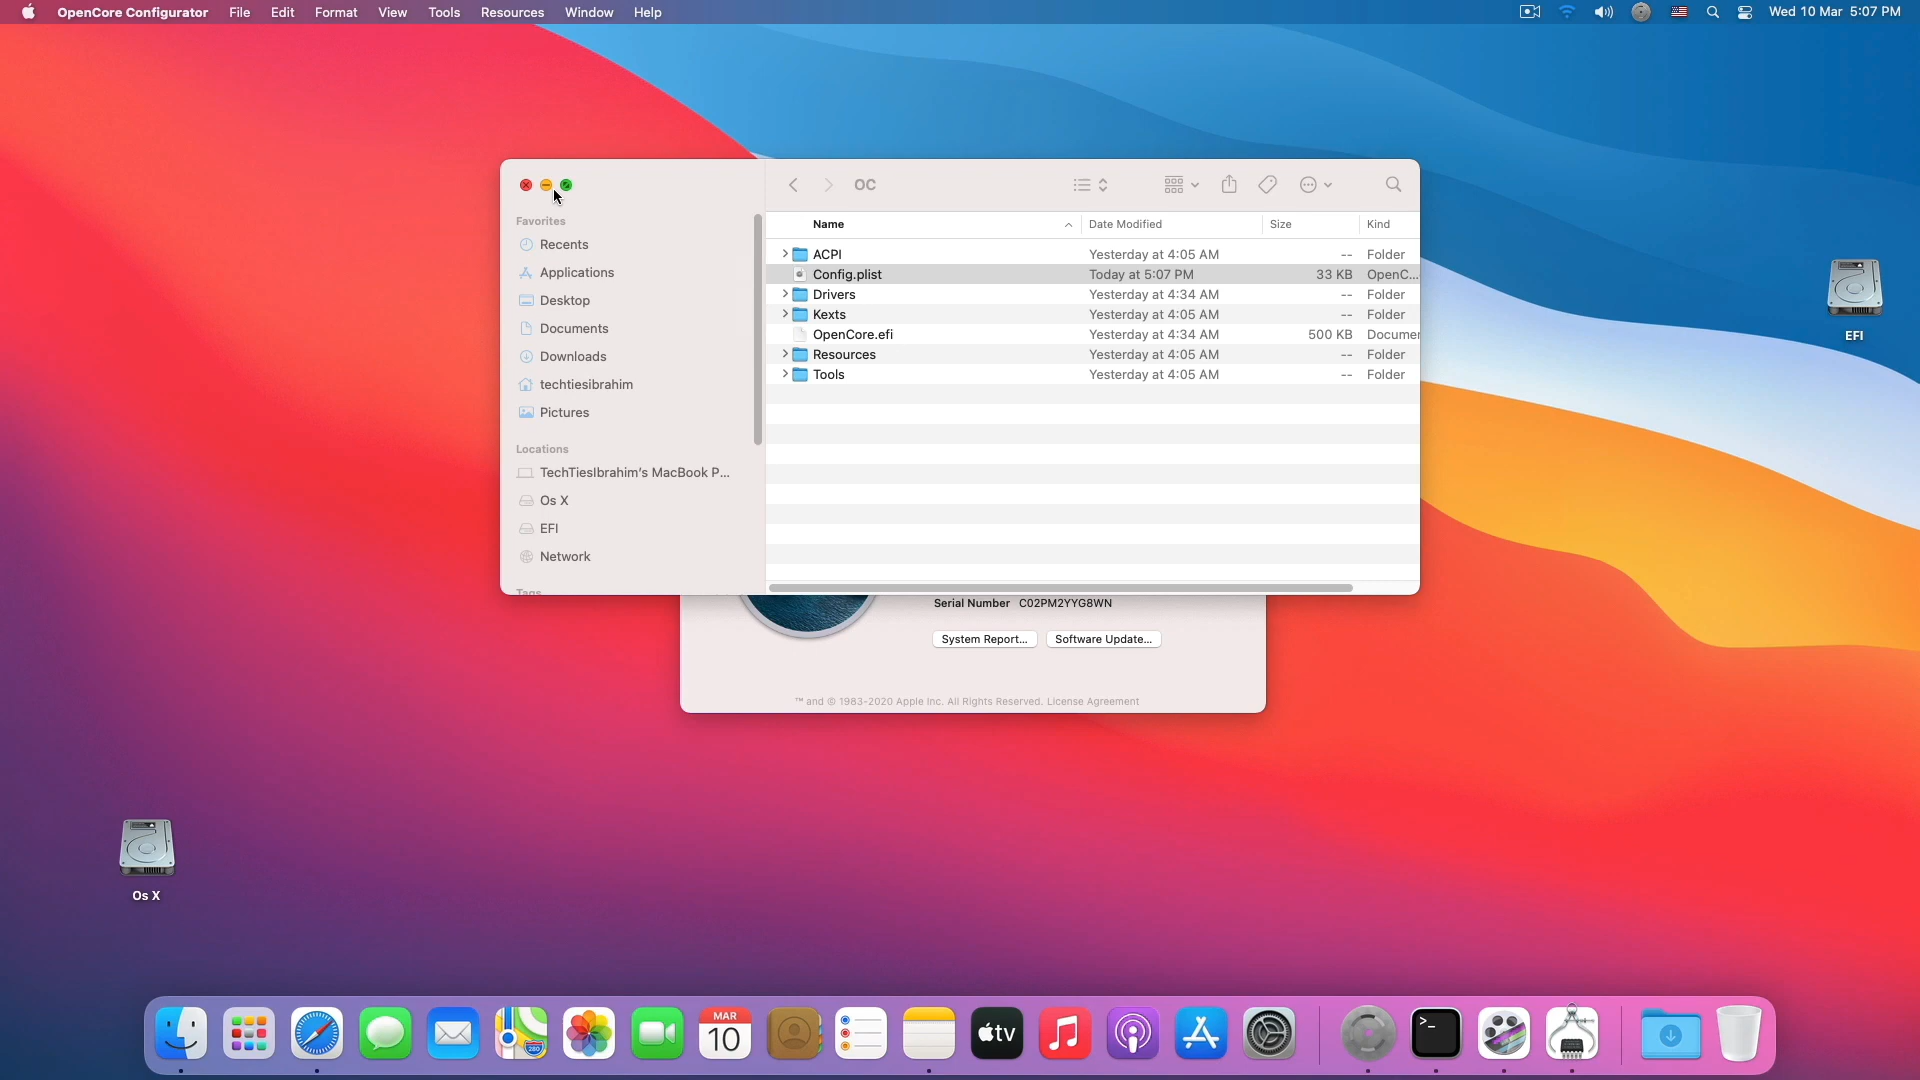 OpenCore Configurator File Edit Format View Tools Resources Window Help Wed 10 Mar 5:07 PM
OC
Favorites
Recents
Applications
Desktop
Documents
Downloads
techtiesibrahim
Pictures
Locations
TechTiesIbrahim's MacBook P...
Os X
EFI
Network
Tags
Name Date Modified Size Kind
ACPI Yesterday at 4:05 AM -- Folder
Config.plist Today at 5:07 PM 33 KB OpenC...
Drivers Yesterday at 4:34 AM -- Folder
Kexts Yesterday at 4:05 AM -- Folder
OpenCore.efi Yesterday at 4:34 AM 500 KB Documen
Resources Yesterday at 4:05 AM -- Folder
Tools Yesterday at 4:05 AM -- Folder
EFI
Serial Number C02PM2YYG8WN
System Report... Software Update...
™ and © 1983-2020 Apple Inc. All Rights Reserved. License Agreement
Os X
MAR
10
280
tv
>_